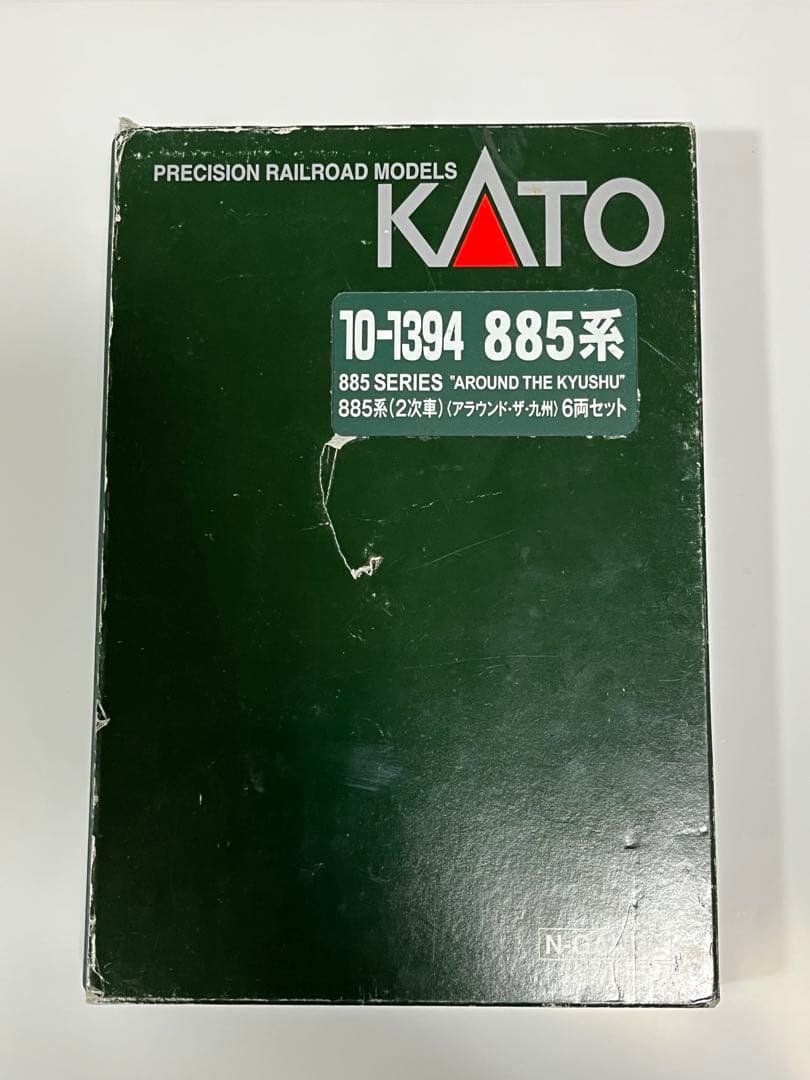 PRECISION RAILROAD MODELS
KATO
10-1394 885系
885 SERIES "AROUND THE KYUSHU"
885系(2次車)〈アラウンド・ザ・九州〉6両セット